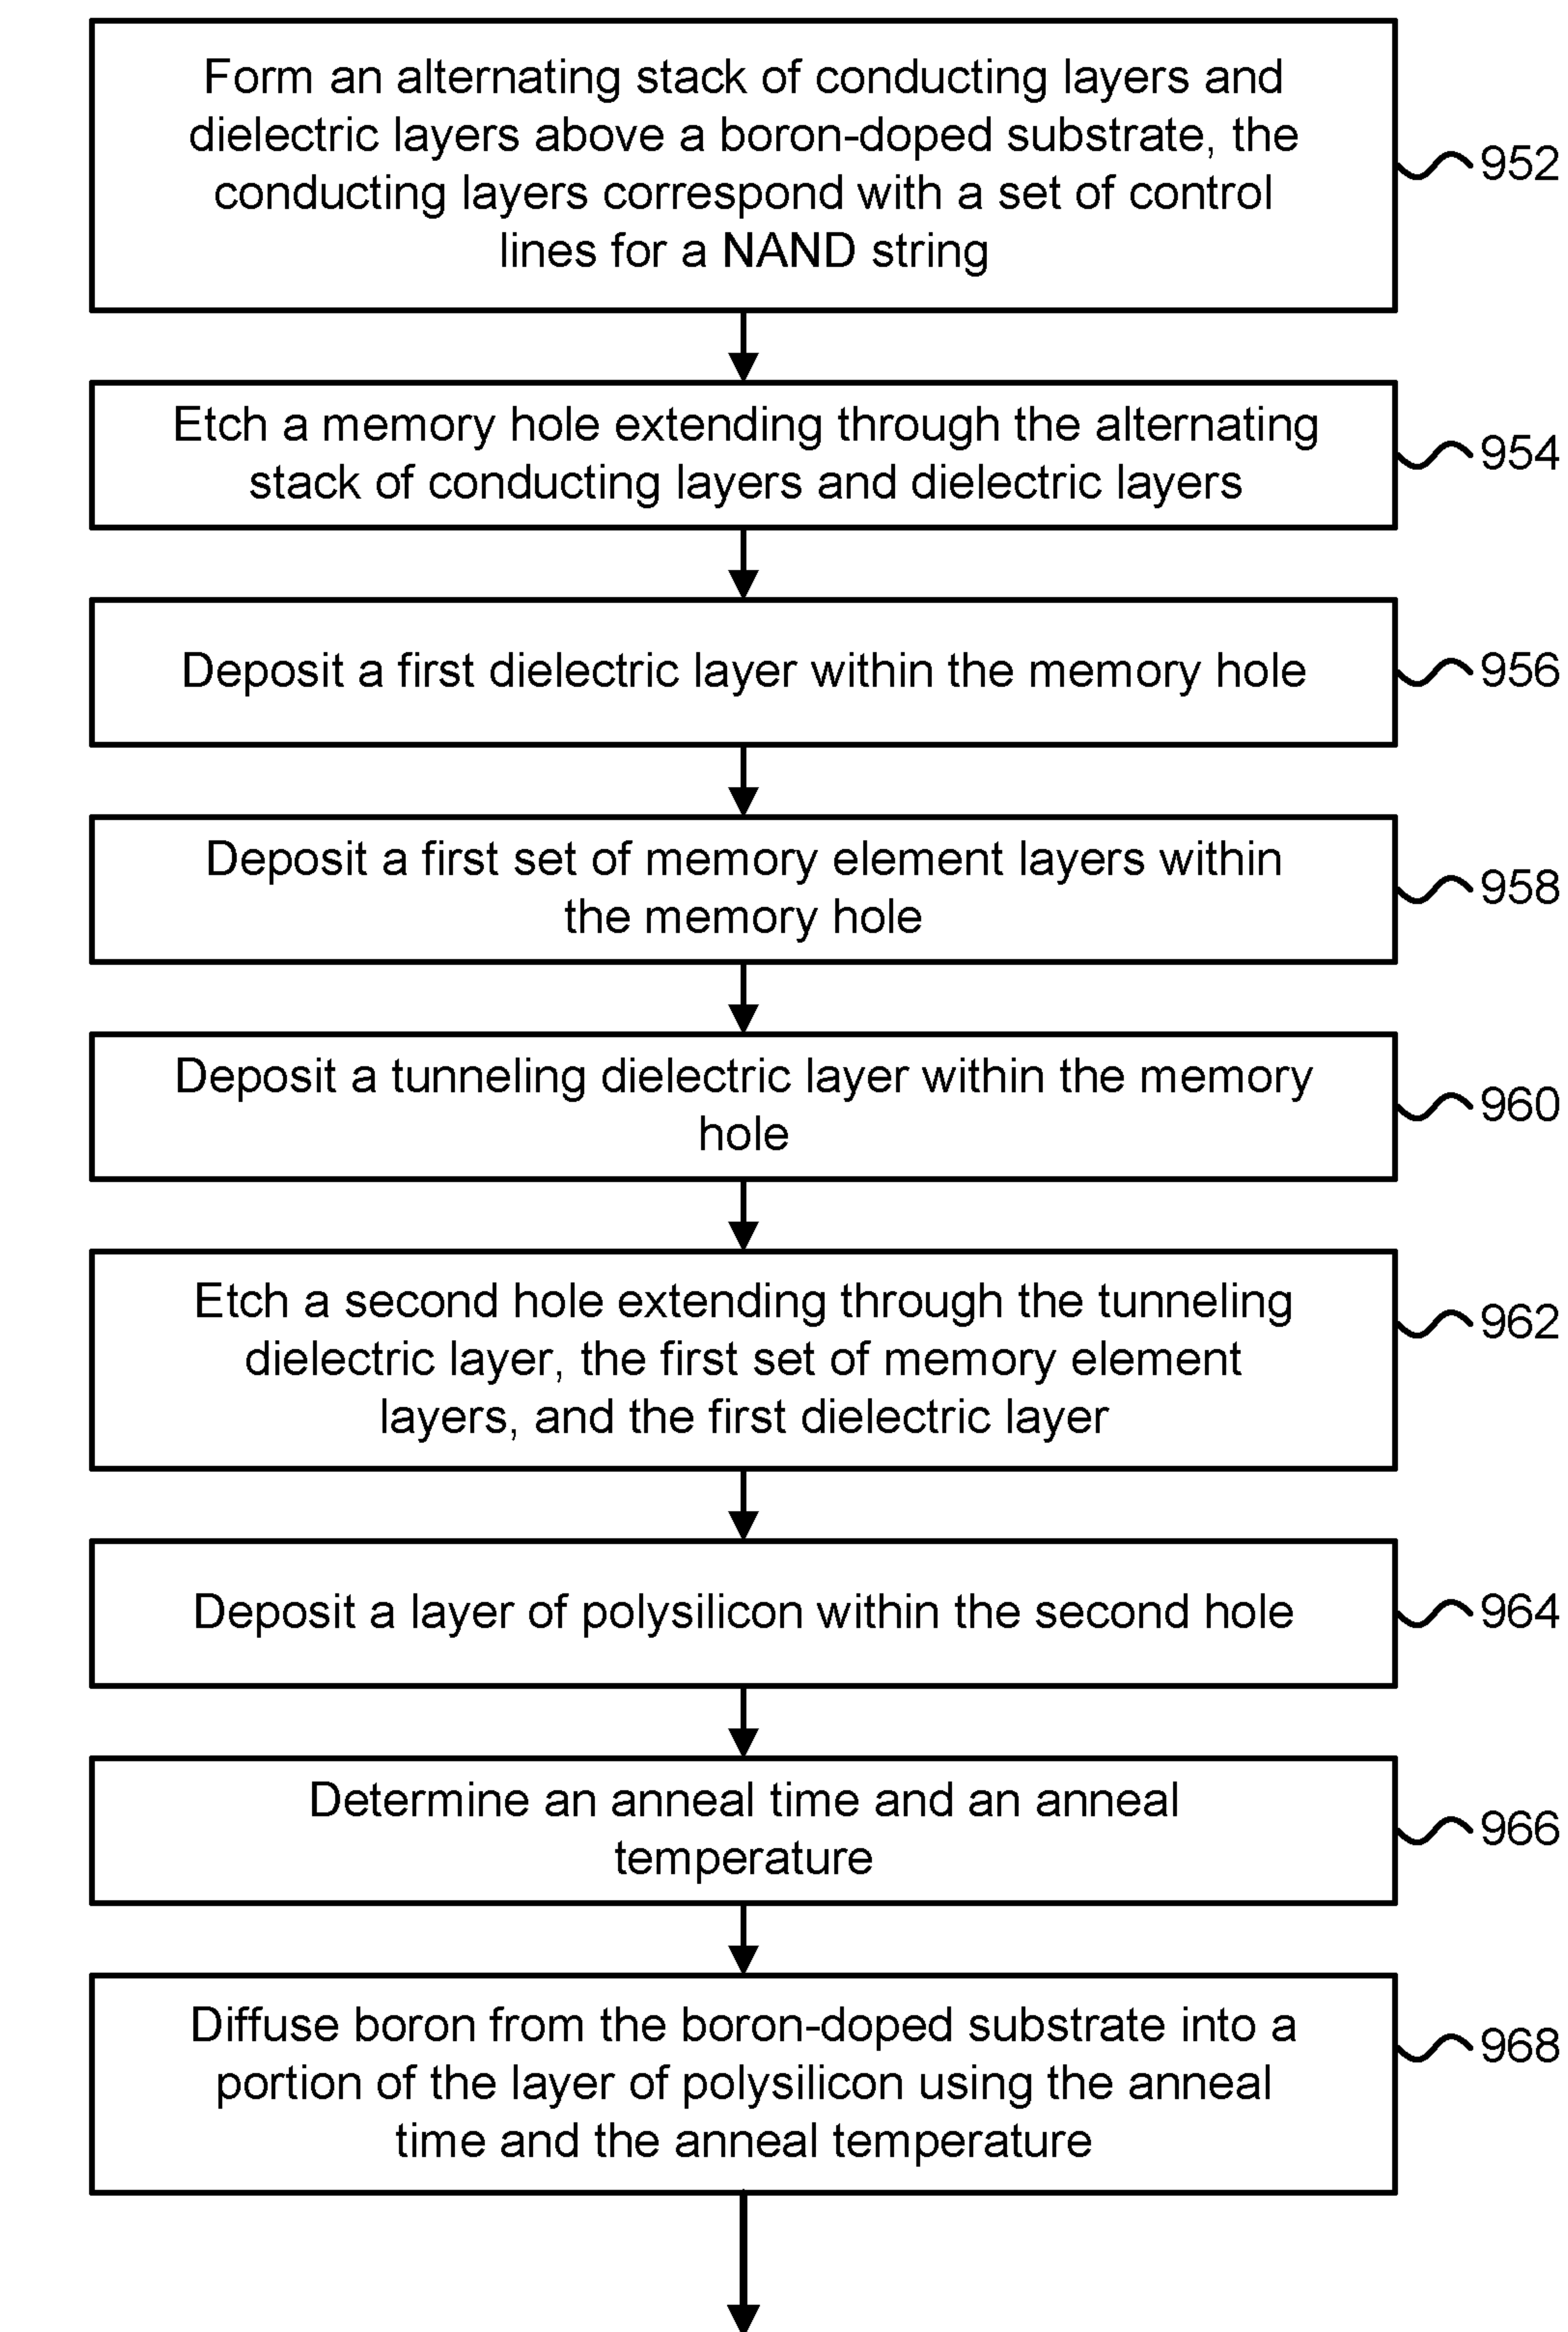 Form an alternating stack of conducting layers and
dielectric layers above a boron-doped substrate, the
conducting layers correspond with a set of control
lines for a NAND string
952
Etch a memory hole extending through the alternating
stack of conducting layers and dielectric layers
954
Deposit a first dielectric layer within the memory hole
956
Deposit a first set of memory element layers within
the memory hole
958
Deposit a tunneling dielectric layer within the memory
hole
960
Etch a second hole extending through the tunneling
dielectric layer, the first set of memory element
layers, and the first dielectric layer
962
Deposit a layer of polysilicon within the second hole
964
Determine an anneal time and an anneal
temperature
966
Diffuse boron from the boron-doped substrate into a
portion of the layer of polysilicon using the anneal
time and the anneal temperature
968